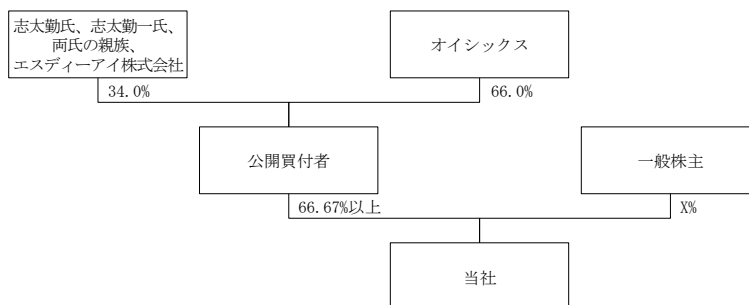 志太勤氏、志太勤一氏、
両氏の親族、
エスディーアイ株式会社
オイシックス
34.0%
66.0%
公開買付者
一般株主
66.67%以上
X%
当社